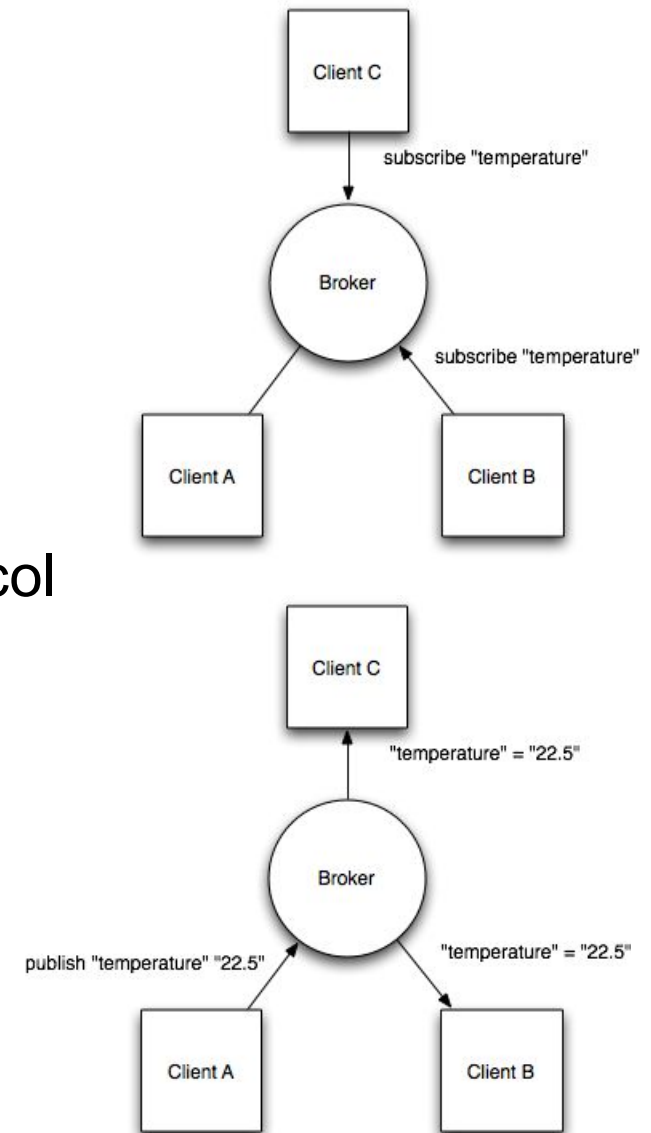 Client C
subscribe "temperature"
Broker
subscribe "temperature"
Client A
Client B
col
Client C
"temperature" = "22.5"
Broker
publish "temperature" "22.5"
"temperature" = "22.5"
Client A
Client B